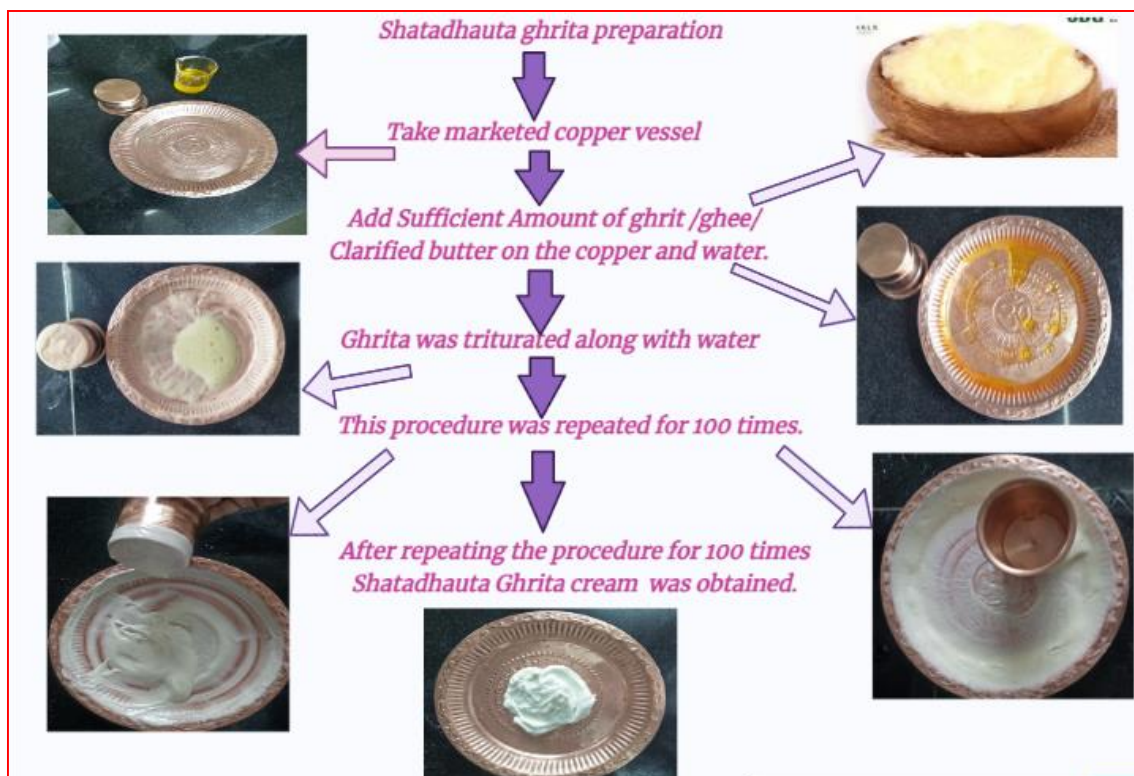 Shatadhauta ghrita preparation
Take marketed copper vessel
Add Sufficient Amount of ghrit /ghee/
Clarified butter on the copper and water.
Ghrita was triturated along with water
This procedure was repeated for 100 times.
After repeating the procedure for 100 times
Shatadhauta Ghrita cream was obtained.